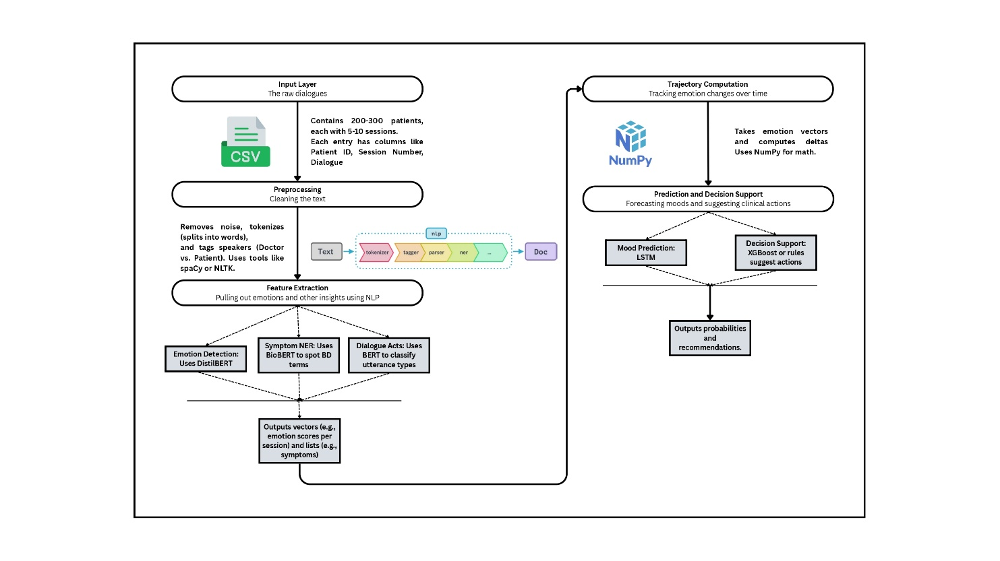 Input Layer
The raw dialogues
CSV
Contains 200-300 patients,
each with 5-10 sessions.
Each entry has columns like
Patient ID, Session Number,
Dialogue
Preprocessing
Cleaning the text
Removes noise, tokenizes
(splits into words),
and tags speakers (Doctor
vs. Patient). Uses tools like
spaCy or NLTK.
nlp
Text
tokenizer
tagger
parser
ner
...
Doc
Feature Extraction
Pulling out emotions and other insights using NLP
Emotion Detection:
Uses DistilBERT
Symptom NER: Uses
BioBERT to spot BD
terms
Dialogue Acts: Uses
BERT to classify
utterance types
Outputs vectors (e.g.,
emotion scores per
session) and lists (e.g.,
symptoms)
Trajectory Computation
Tracking emotion changes over time
NumPy
Takes emotion vectors
and computes deltas
Uses NumPy for math.
Prediction and Decision Support
Forecasting moods and suggesting clinical actions
Mood Prediction:
LSTM
Decision Support:
XGBoost or rules
suggest actions
Outputs probabilities
and
recommendations.